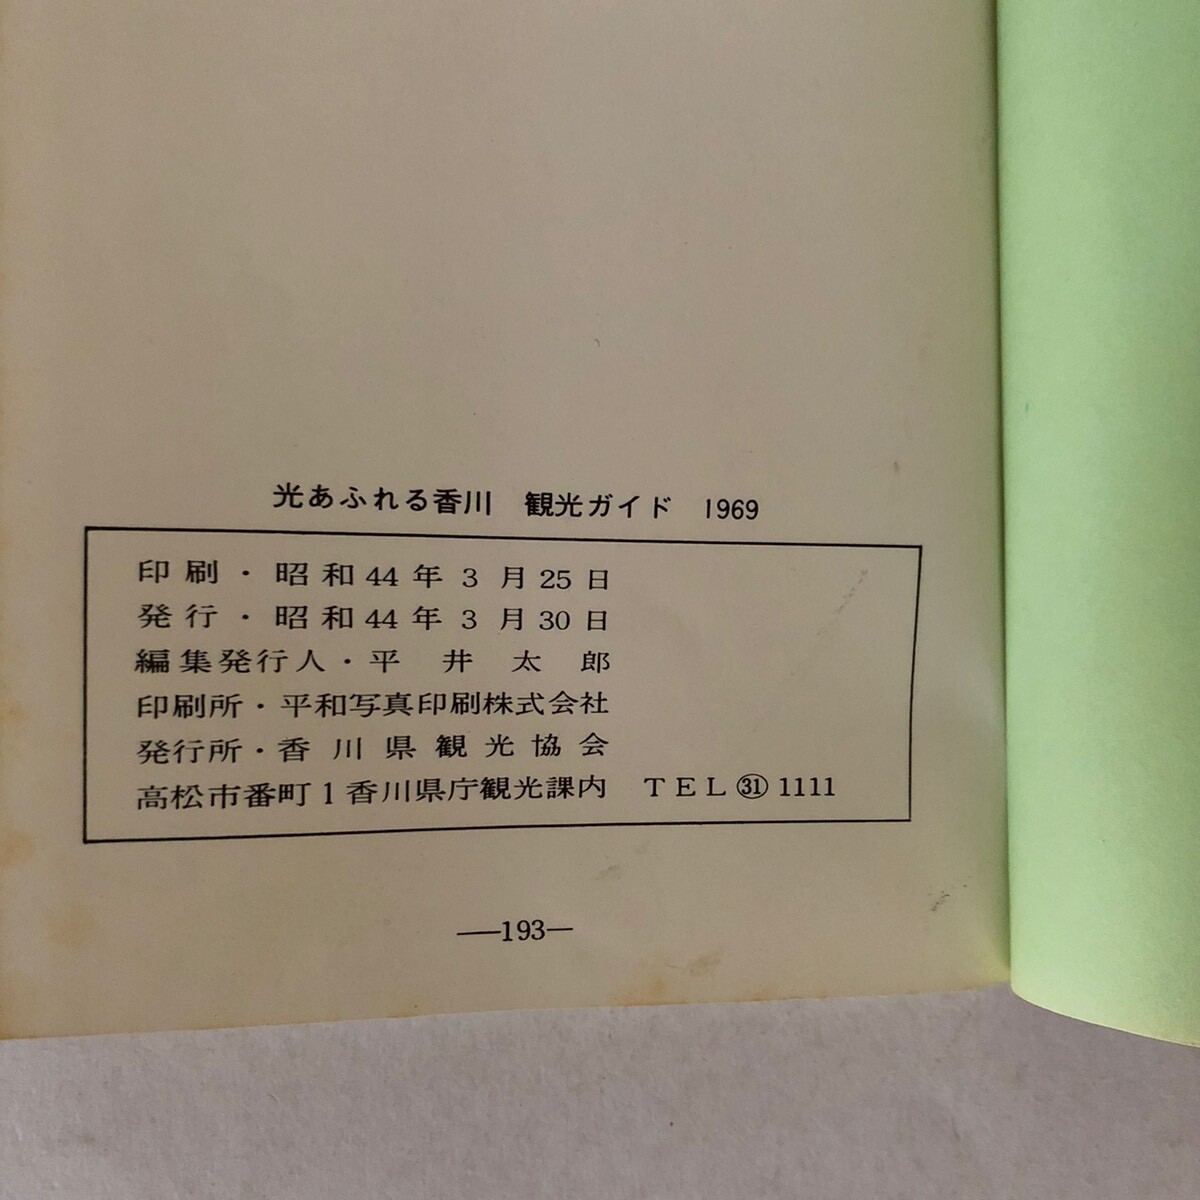 光あふれる香川 観光ガイド 1969
印刷・昭和44年3月25日
発行・昭和44年3月30日
編集発行人・平井太郎
印刷所・平和写真印刷株式会社
発行所・香川県観光協会
高松市番町1香川県庁観光課内 TEL㉛1111
—193—